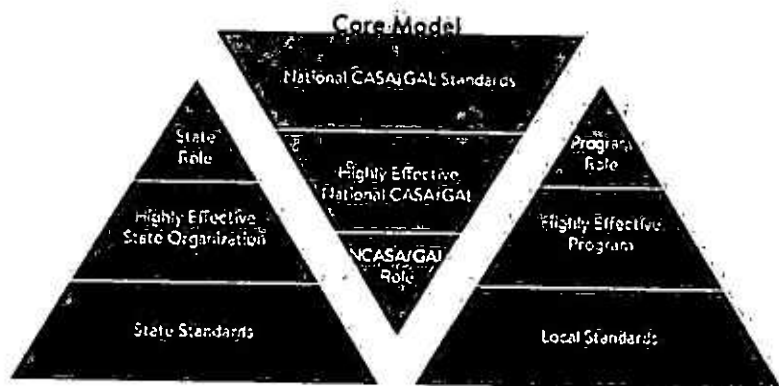 Core Model
National CASA/GAL Standards
Highly Effective
National CASA/GAL
NCASA/GAL
Role
State
Role
Highly Effective
State Organization
State Standards
Program
Role
Highly Effective
Program
Local Standards